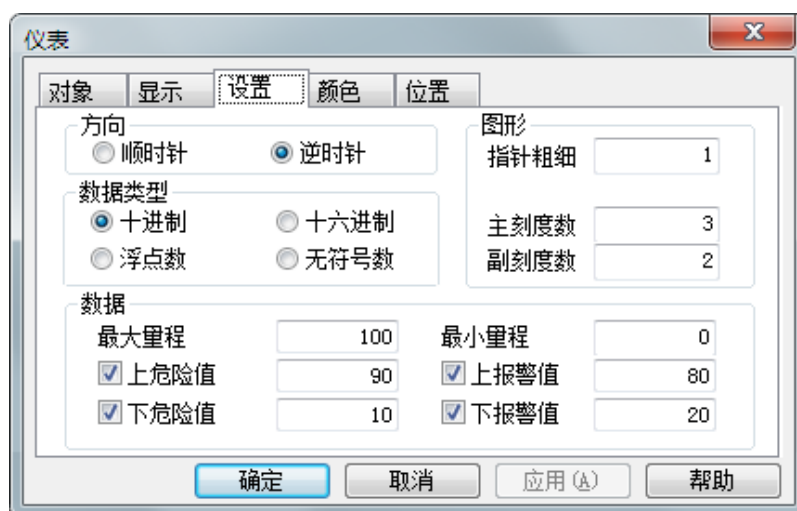 仪表
对象 显示 设置 颜色 位置
方向
顺时针 逆时针
数据类型
十进制 十六进制
浮点数 无符号数
图形
指针粗细 1
主刻度数 3
副刻度数 2
数据
最大量程 100 最小量程 0
上危险值 90 上报警值 80
下危险值 10 下报警值 20
确定 取消 应用(A) 帮助